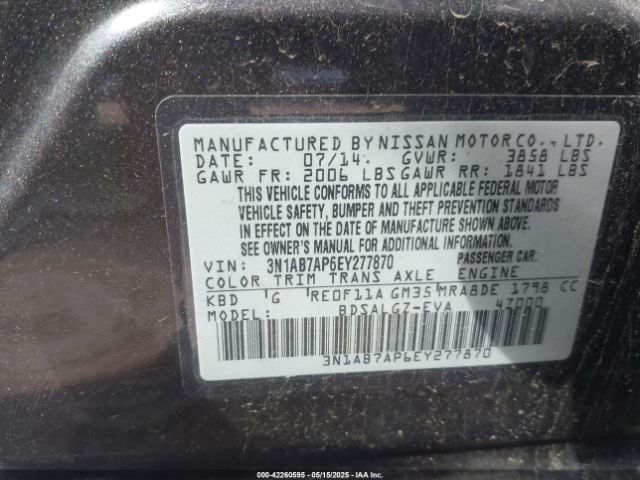 MANUFACTURED BY NISSAN MOTOR CO., LTD.
DATE: 07/14. GVWR: 3858 LBS
GAWR FR: 2006 LBS GAWR RR: 1841 LBS
THIS VEHICLE CONFORMS TO ALL APPLICABLE FEDERAL MOTOR
VEHICLE SAFETY, BUMPER AND THEFT PREVENTION STANDARDS
IN EFFECT ON THE DATE OF MANUFACTURE SHOWN ABOVE.
SEE OWNER'S MANUAL FOR ADDITIONAL INFORMATION.
VIN: 3N1AB7AP6EY277870 PASSENGER CAR.
COLOR TRIM TRANS AXLE ENGINE
KBD G RE0F11A GM35 MRA8DE 1798 CC
MODEL: BDSALGZ-EVA 47000
3N1AB7AP6EY277870
000-42260595 - 05/15/2025 - IAA Inc.